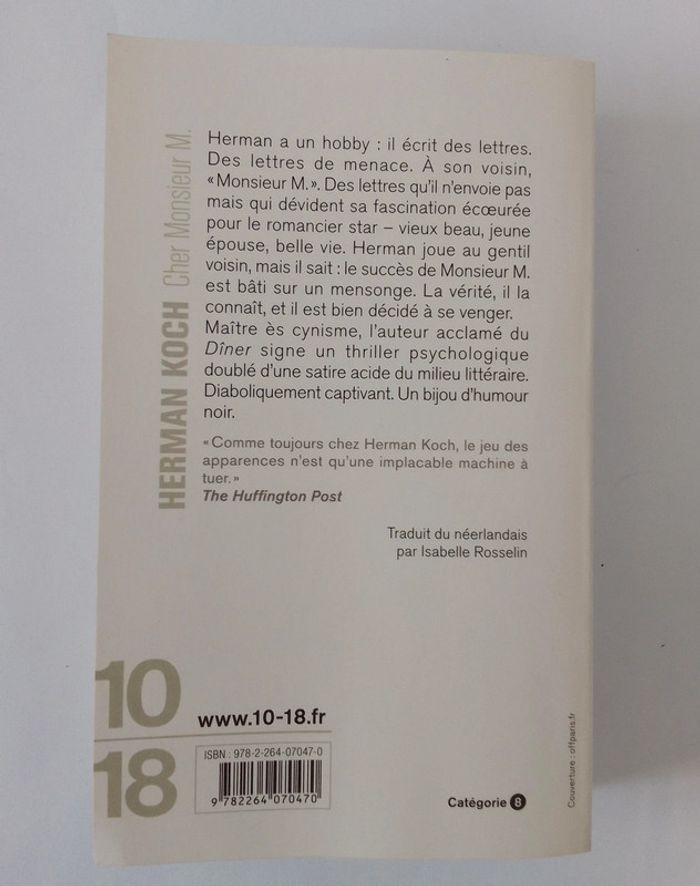 HERMAN KOCH Cher Monsieur M.
Herman a un hobby : il écrit des lettres.
Des lettres de menace. À son voisin,
« Monsieur M. ». Des lettres qu'il n'envoie pas
mais qui dévident sa fascination écœurée
pour le romancier star – vieux beau, jeune
épouse, belle vie. Herman joue au gentil
voisin, mais il sait : le succès de Monsieur M.
est bâti sur un mensonge. La vérité, il la
connaît, et il est bien décidé à se venger.
Maître ès cynisme, l'auteur acclamé du
Dîner signe un thriller psychologique
doublé d'une satire acide du milieu littéraire.
Diaboliquement captivant. Un bijou d'humour
noir.
« Comme toujours chez Herman Koch, le jeu des
apparences n'est qu'une implacable machine à
tuer. »
The Huffington Post
Traduit du néerlandais
par Isabelle Rosselin
10
18
www.10-18.fr
ISBN : 978-2-264-07047-0
9 782264 070470
Catégorie 8
Couverture : offparis.fr